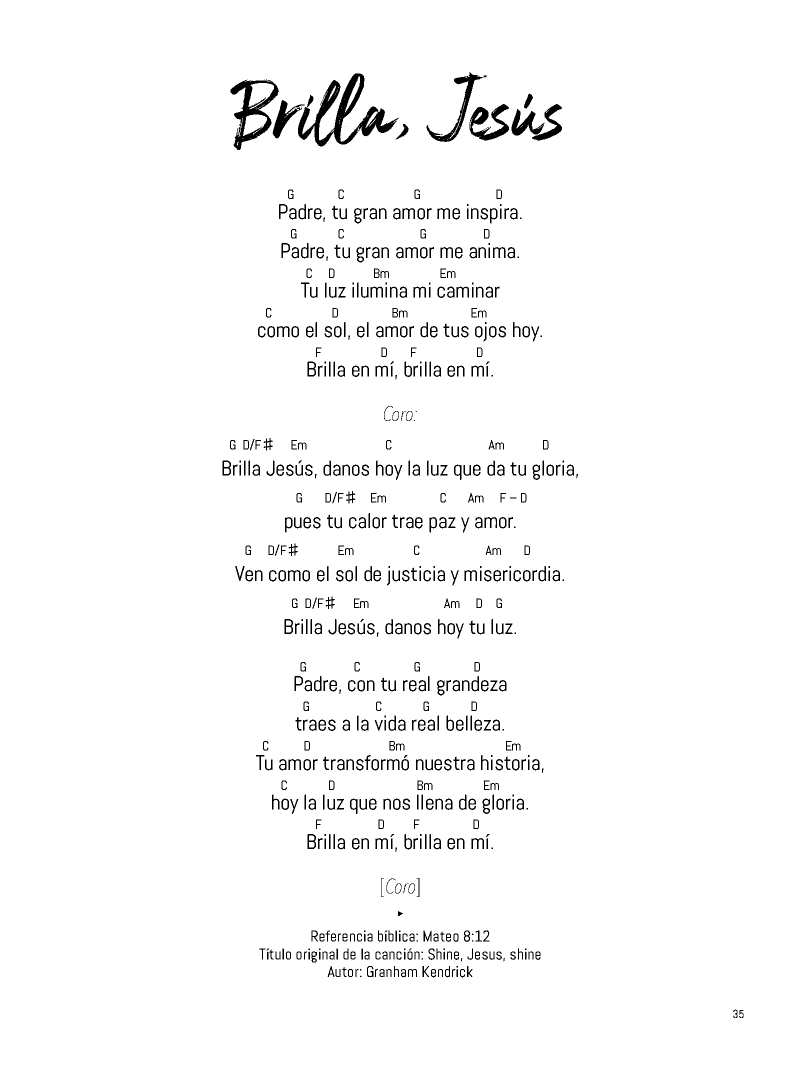 Brilla, Jesús
G C G D
Padre, tu gran amor me inspira.
G C G D
Padre, tu gran amor me anima.
C D Bm Em
Tu luz ilumina mi caminar
C D Bm Em
como el sol, el amor de tus ojos hoy.
F D F D
Brilla en mí, brilla en mí.
Coro:
G D/F♯ Em C Am D
Brilla Jesús, danos hoy la luz que da tu gloria,
G D/F♯ Em C Am F – D
pues tu calor trae paz y amor.
G D/F♯ Em C Am D
Ven como el sol de justicia y misericordia.
G D/F♯ Em Am D G
Brilla Jesús, danos hoy tu luz.
G C G D
Padre, con tu real grandeza
G C G D
traes a la vida real belleza.
C D Bm Em
Tu amor transformó nuestra historia,
C D Bm Em
hoy la luz que nos llena de gloria.
F D F D
Brilla en mí, brilla en mí.
[Coro]
Referencia bíblica: Mateo 8:12
Título original de la canción: Shine, Jesus, shine
Autor: Granham Kendrick
35